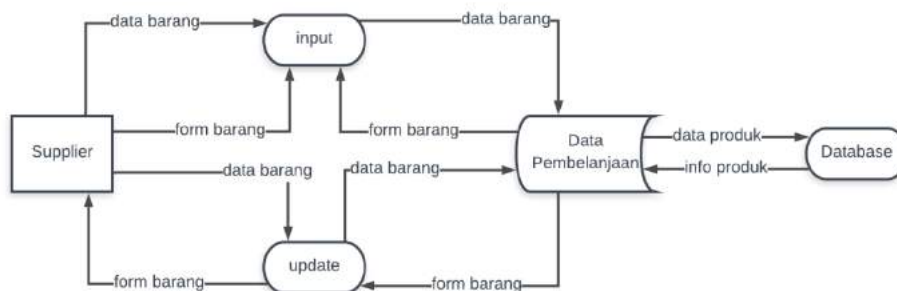 data barang
input
data barang
form barang
form barang
Supplier
Data
Pembelanjaan
data produk
Database
info produk
data barang
data barang
update
form barang
form barang